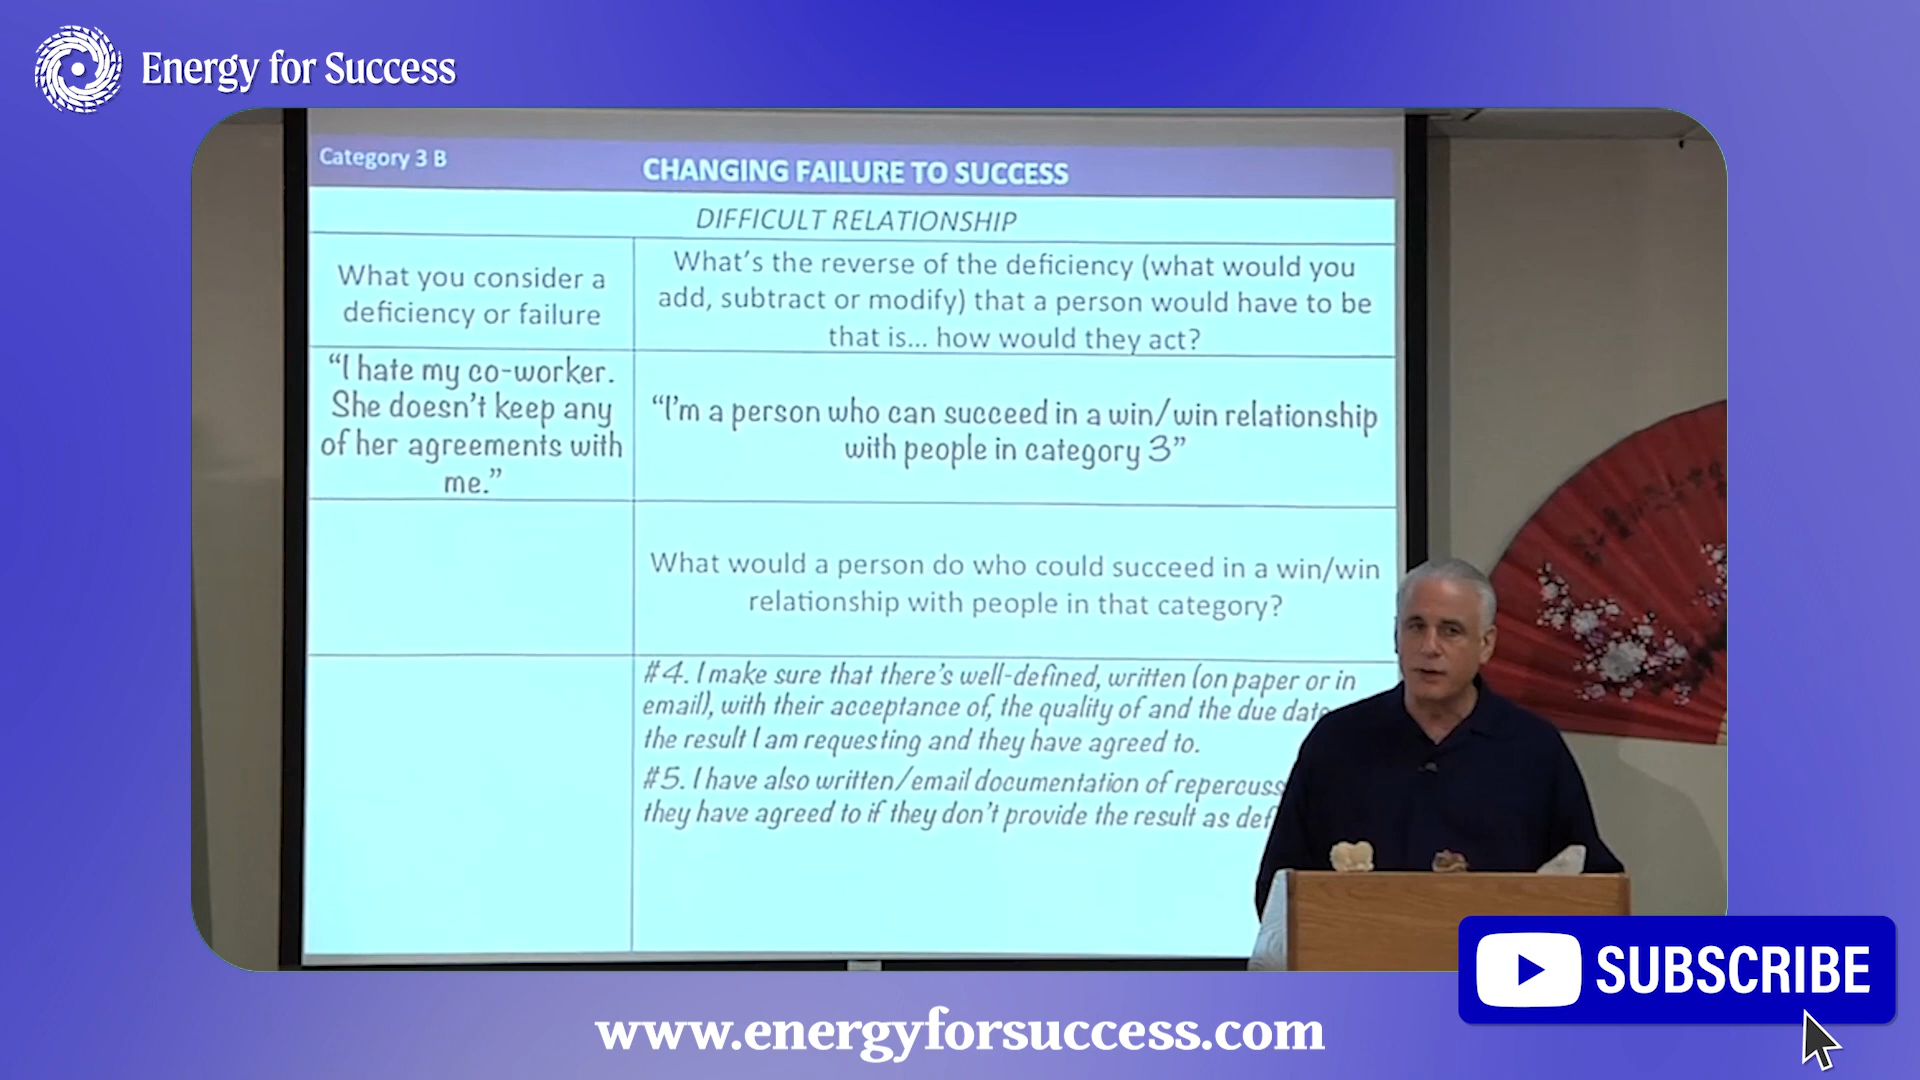 Energy for Success
Category 3 B
CHANGING FAILURE TO SUCCESS
DIFFICULT RELATIONSHIP
What you consider a
deficiency or failure
What's the reverse of the deficiency (what would you
add, subtract or modify) that a person would have to be
that is... how would they act?
"I hate my co-worker.
She doesn't keep any
of her agreements with
me."
"I'm a person who can succeed in a win/win relationship
with people in category 3"
What would a person do who could succeed in a win/win
relationship with people in that category?
#4. I make sure that there's well-defined, written (on paper or in
email), with their acceptance of, the quality of and the due date
the result I am requesting and they have agreed to.
#5. I have also written/email documentation of
they have agreed to if they don't provide the result as
SUBSCRIBE
www.energyforsuccess.com